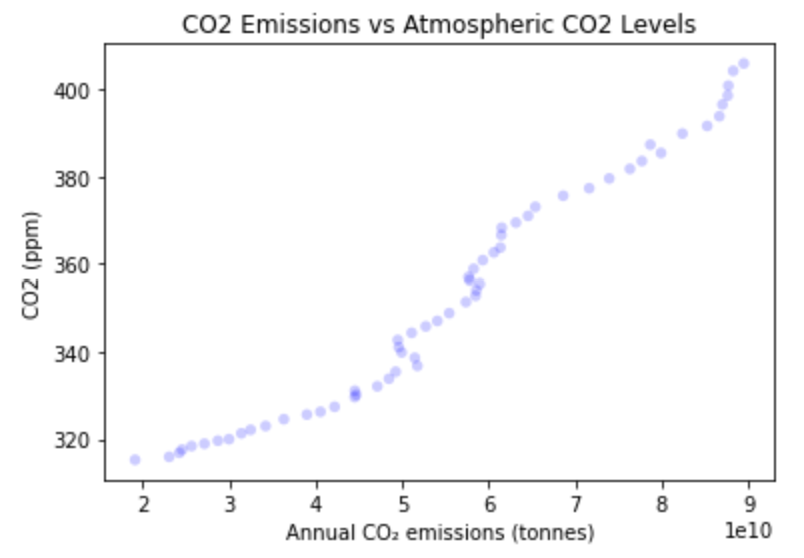 CO2 Emissions vs Atmospheric CO2 Levels
400
380
360
340
320
CO2 (ppm)
2 3 4 5 6 7 8 9
1e10
Annual CO₂ emissions (tonnes)